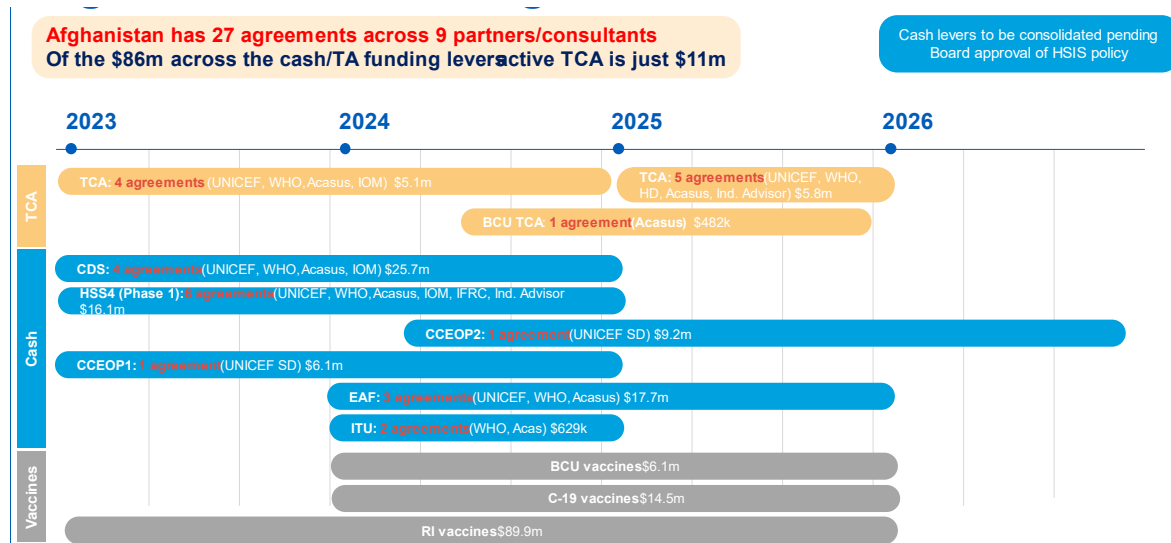 Afghanistan has 27 agreements across 9 partners/consultants
Of the $86m across the cash/TA funding levers active TCA is just $11m
Cash levers to be consolidated pending
Board approval of HSIS policy
2023
2024
2025
2026
TCA
TCA: 4 agreements (UNICEF, WHO, Acasus, IOM) $5.1m
TCA: 5 agreements (UNICEF, WHO,
HD, Acasus, Ind. Advisor) $5.8m
BCU TCA: 1 agreement (Acasus) $482k
Cash
CDS: 4 agreements (UNICEF, WHO, Acasus, IOM) $25.7m
HSS4 (Phase 1): 6 agreements (UNICEF, WHO, Acasus, IOM, IFRC, Ind. Advisor
$16.1m
CCEOP2: 1 agreement (UNICEF SD) $9.2m
CCEOP1: 1 agreement (UNICEF SD) $6.1m
EAF: 3 agreements (UNICEF, WHO, Acasus) $17.7m
ITU: 2 agreements (WHO, Acas) $629k
Vaccines
BCU vaccines $6.1m
C-19 vaccines $14.5m
RI vaccines $89.9m